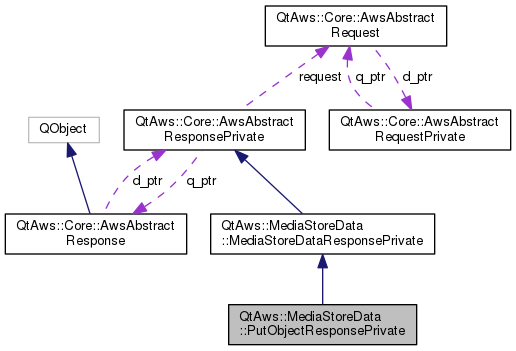 QtAws::Core::AwsAbstract
Request
request
q_ptr
d_ptr
QObject
QtAws::Core::AwsAbstract
ResponsePrivate
QtAws::Core::AwsAbstract
RequestPrivate
d_ptr
q_ptr
QtAws::Core::AwsAbstract
Response
QtAws::MediaStoreData
::MediaStoreDataResponsePrivate
QtAws::MediaStoreData
::PutObjectResponsePrivate